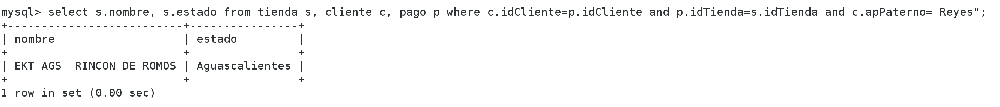 mysql> select s.nombre, s.estado from tienda s, cliente c, pago p where c.idCliente=p.idCliente and p.idTienda=s.idTienda and c.apPaterno="Reyes";
+--------------------------+----------------+
| nombre                   | estado         |
+--------------------------+----------------+
| EKT AGS  RINCON DE ROMOS | Aguascalientes |
+--------------------------+----------------+
1 row in set (0.00 sec)